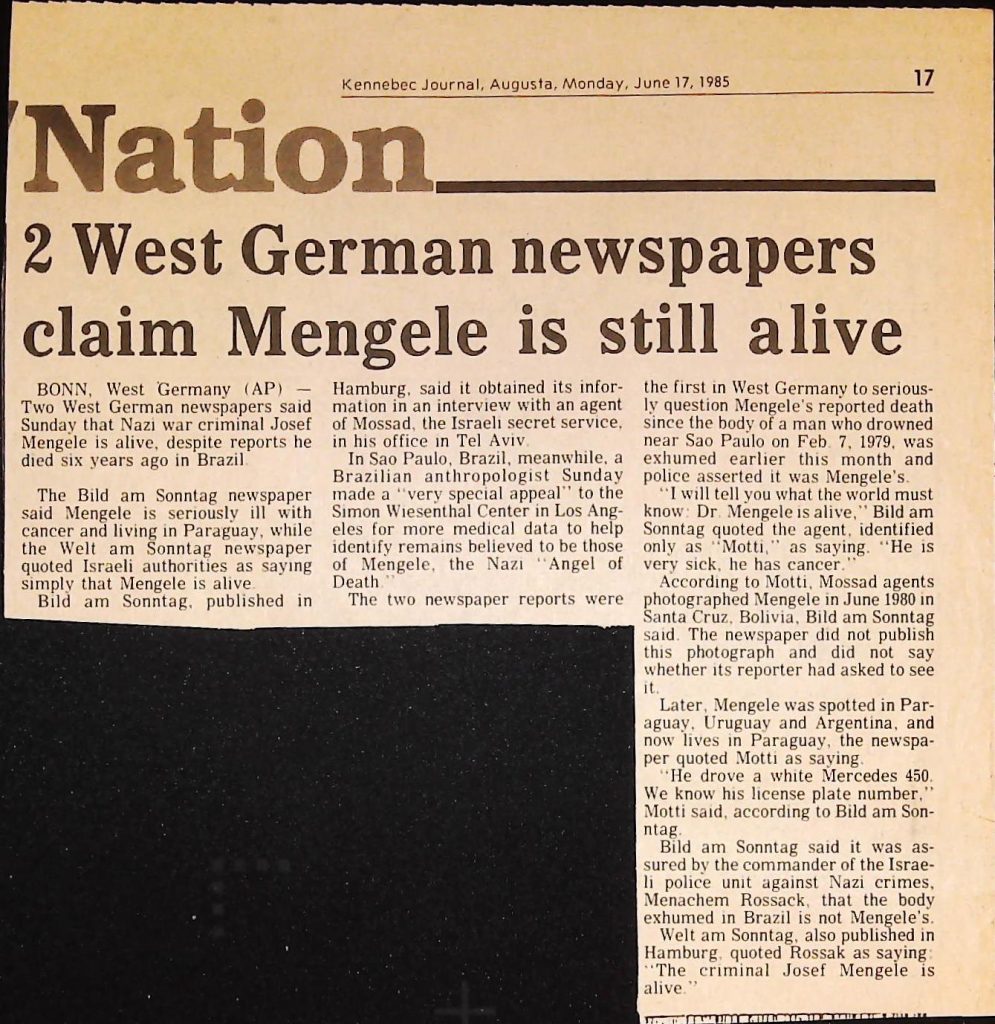 Kennebec Journal, Augusta, Monday, June 17, 1985
17
Nation
2 West German newspapers
claim Mengele is still alive
BONN, West Germany (AP) —
Two West German newspapers said
Sunday that Nazi war criminal Josef
Mengele is alive, despite reports he
died six years ago in Brazil.
The Bild am Sonntag newspaper
said Mengele is seriously ill with
cancer and living in Paraguay, while
the Welt am Sonntag newspaper
quoted Israeli authorities as saying
simply that Mengele is alive.
Bild am Sonntag, published in
Hamburg, said it obtained its infor-
mation in an interview with an agent
of Mossad, the Israeli secret service,
in his office in Tel Aviv.
In Sao Paulo, Brazil, meanwhile, a
Brazilian anthropologist Sunday
made a "very special appeal" to the
Simon Wiesenthal Center in Los Ang-
eles for more medical data to help
identify remains believed to be those
of Mengele, the Nazi "Angel of
Death."
The two newspaper reports were
the first in West Germany to serious-
ly question Mengele's reported death
since the body of a man who drowned
near Sao Paulo on Feb. 7, 1979, was
exhumed earlier this month and
police asserted it was Mengele's.
"I will tell you what the world must
know: Dr. Mengele is alive," Bild am
Sonntag quoted the agent, identified
only as "Motti," as saying. "He is
very sick, he has cancer."
According to Motti, Mossad agents
photographed Mengele in June 1980 in
Santa Cruz, Bolivia, Bild am Sonntag
said. The newspaper did not publish
this photograph and did not say
whether its reporter had asked to see
it.
Later, Mengele was spotted in Par-
aguay, Uruguay and Argentina, and
now lives in Paraguay, the newspa-
per quoted Motti as saying.
"He drove a white Mercedes 450.
We know his license plate number,"
Motti said, according to Bild am Son-
ntag.
Bild am Sonntag said it was as-
sured by the commander of the Israe-
li police unit against Nazi crimes,
Menachem Rossack, that the body
exhumed in Brazil is not Mengele's.
Welt am Sonntag, also published in
Hamburg, quoted Rossak as saying:
"The criminal Josef Mengele is
alive."